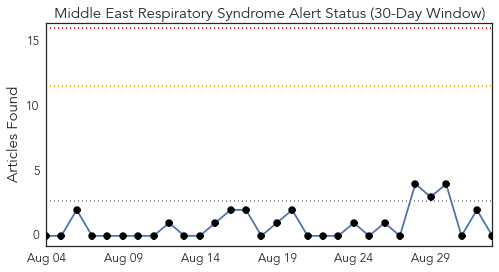 Middle East Respiratory Syndrome Alert Status (30-Day Window)
15
10
5
0
Articles Found
Aug 04 Aug 09 Aug 14 Aug 19 Aug 24 Aug 29